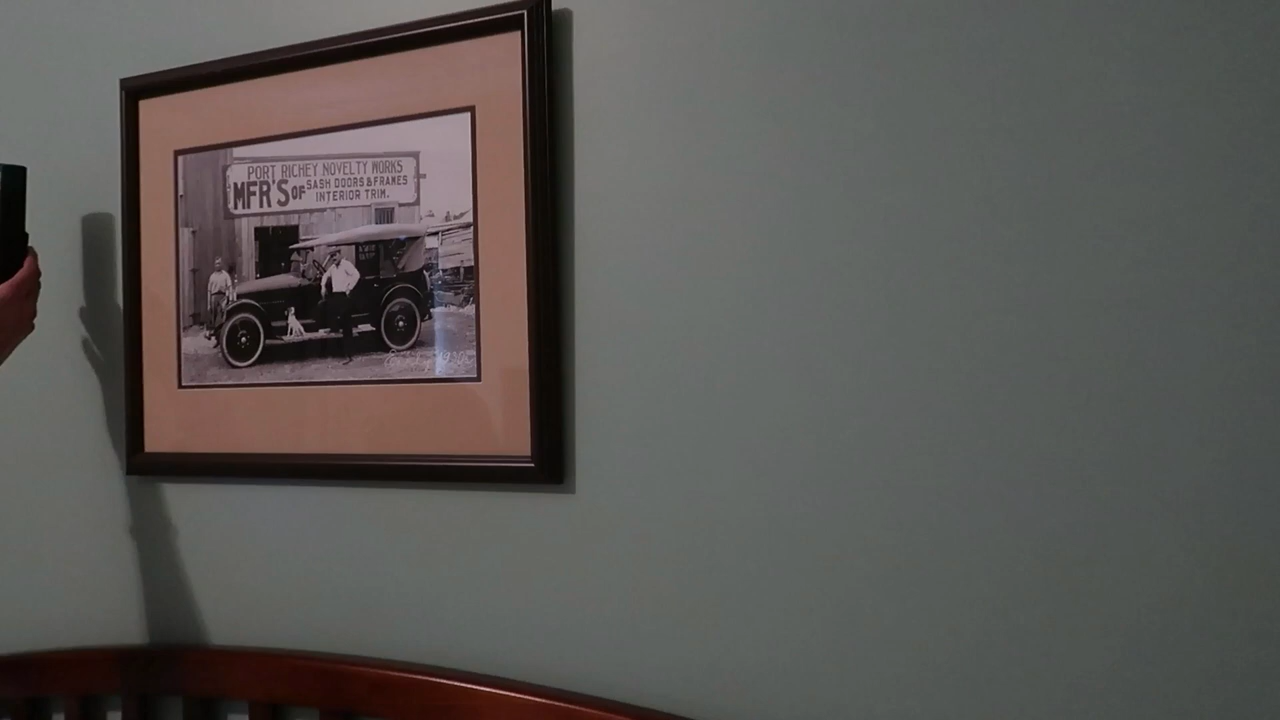 PORT RICHEY NOVELTY WORKS
MFR'S OF SASH DOORS & FRAMES
INTERIOR TRIM.